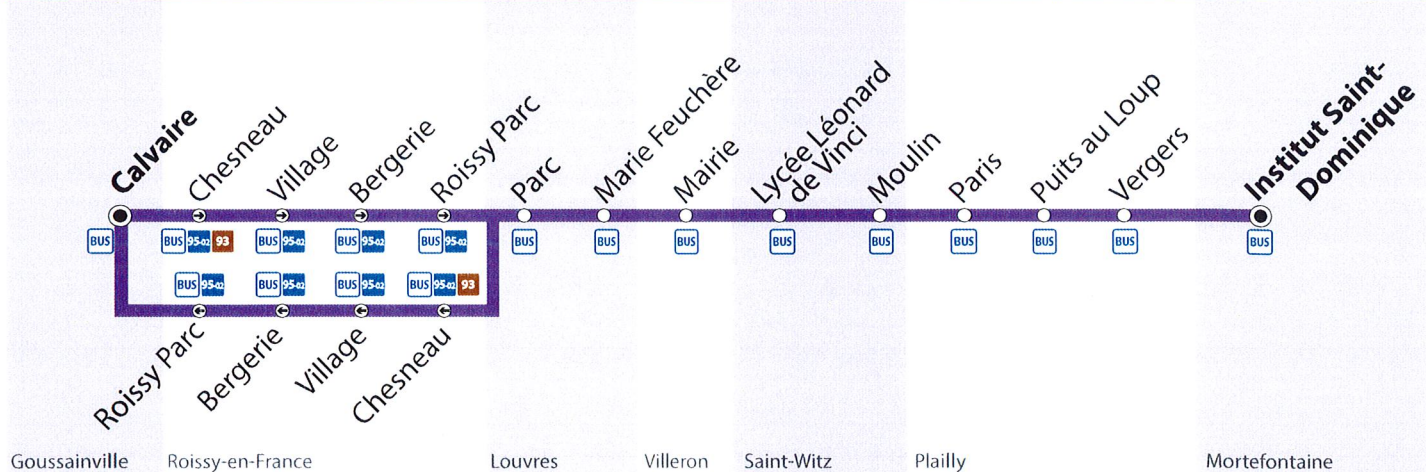 Calvaire
Chesneau
Village
Bergerie
Roissy Parc
Parc
Marie Feuchère
Mairie
Lycée Léonard
de Vinci
Moulin
Paris
Puits au Loup
Vergers
Institut Saint-
Dominique
BUS
BUS 95-02 93
BUS 95-02
BUS 95-02
BUS 95-02
BUS
BUS
BUS
BUS
BUS
BUS
BUS
BUS
BUS
BUS 95-02
BUS 95-02
BUS 95-02
BUS 95-02 93
Roissy Parc
Bergerie
Village
Chesneau
Goussainville
Roissy-en-France
Louvres
Villeron
Saint-Witz
Plailly
Mortefontaine